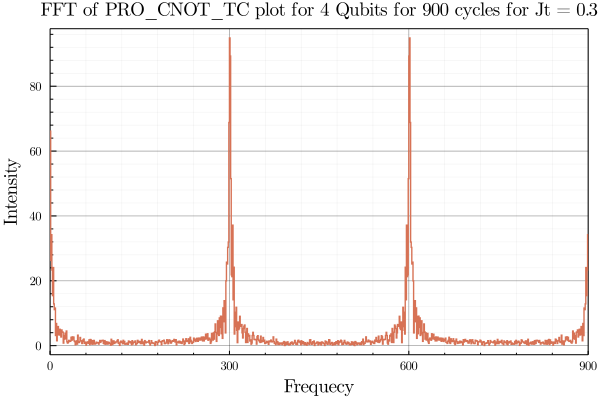 FFT of PRO_CNOT_TC plot for 4 Qubits for 900 cycles for Jt = 0.3
80
60
40
20
0
Intensity
0 300 600 900
Frequecy